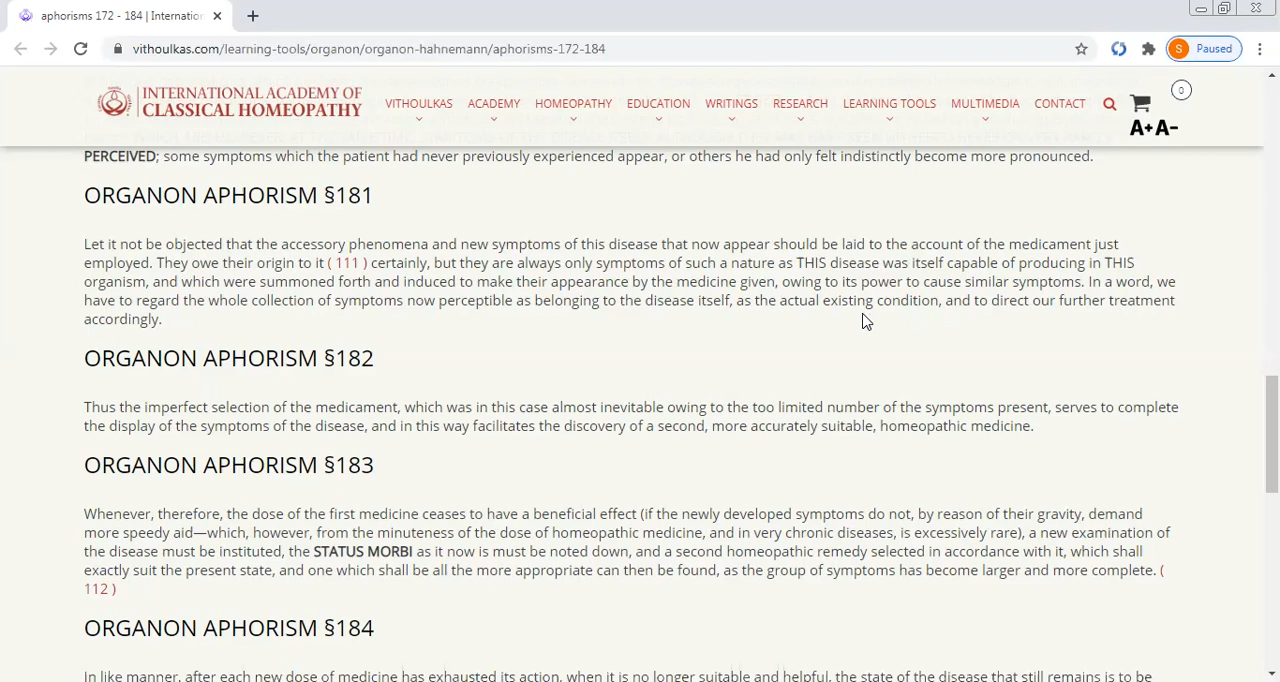 aphorisms 172 - 184 | Internatio
vithoulkas.com/learning-tools/organon/organon-hahnemann/aphorisms-172-184
S Paused
INTERNATIONAL ACADEMY OF
CLASSICAL HOMEOPATHY
VITHOULKAS ACADEMY HOMEOPATHY EDUCATION WRITINGS RESEARCH LEARNING TOOLS MULTIMEDIA CONTACT
0
A+A-
PERCEIVED; some symptoms which the patient had never previously experienced appear, or others he had only felt indistinctly become more pronounced.
ORGANON APHORISM §181
Let it not be objected that the accessory phenomena and new symptoms of this disease that now appear should be laid to the account of the medicament just
employed. They owe their origin to it ( 111 ) certainly, but they are always only symptoms of such a nature as THIS disease was itself capable of producing in THIS
organism, and which were summoned forth and induced to make their appearance by the medicine given, owing to its power to cause similar symptoms. In a word, we
have to regard the whole collection of symptoms now perceptible as belonging to the disease itself, as the actual existing condition, and to direct our further treatment
accordingly.
ORGANON APHORISM §182
Thus the imperfect selection of the medicament, which was in this case almost inevitable owing to the too limited number of the symptoms present, serves to complete
the display of the symptoms of the disease, and in this way facilitates the discovery of a second, more accurately suitable, homeopathic medicine.
ORGANON APHORISM §183
Whenever, therefore, the dose of the first medicine ceases to have a beneficial effect (if the newly developed symptoms do not, by reason of their gravity, demand
more speedy aid—which, however, from the minuteness of the dose of homeopathic medicine, and in very chronic diseases, is excessively rare), a new examination of
the disease must be instituted, the STATUS MORBI as it now is must be noted down, and a second homeopathic remedy selected in accordance with it, which shall
exactly suit the present state, and one which shall be all the more appropriate can then be found, as the group of symptoms has become larger and more complete. (
112 )
ORGANON APHORISM §184
In like manner, after each new dose of medicine has exhausted its action, when it is no longer suitable and helpful, the state of the disease that still remains is to be